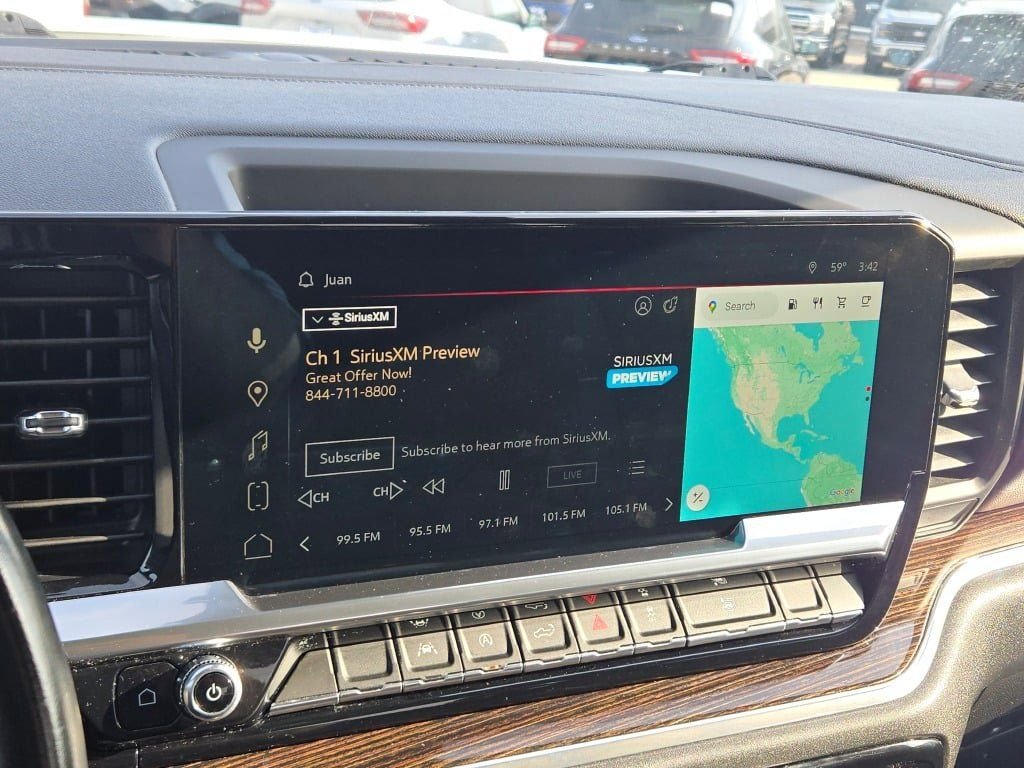 Juan
59° 3:42
SiriusXM
Search
Ch 1 SiriusXM Preview
Great Offer Now!
844-711-8800
SIRIUSXM
PREVIEW
Subscribe
Subscribe to hear more from SiriusXM.
CH
CH
LIVE
Google
99.5 FM
95.5 FM
97.1 FM
101.5 FM
105.1 FM